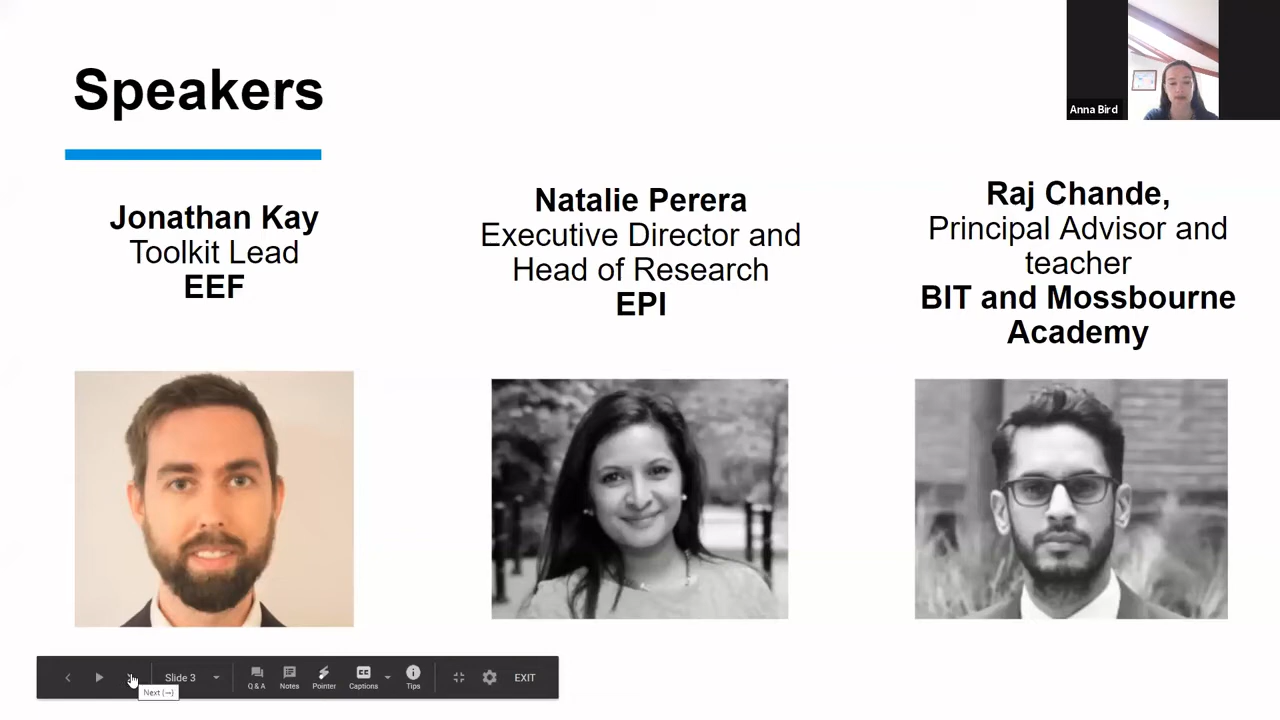 Speakers
Anna Bird
Jonathan Kay
Toolkit Lead
EEF
Natalie Perera
Executive Director and
Head of Research
EPI
Raj Chande,
Principal Advisor and
teacher
BIT and Mossbourne
Academy
Slide 3
Q & A
Notes
Pointer
Captions
Tips
EXIT
Next (→)